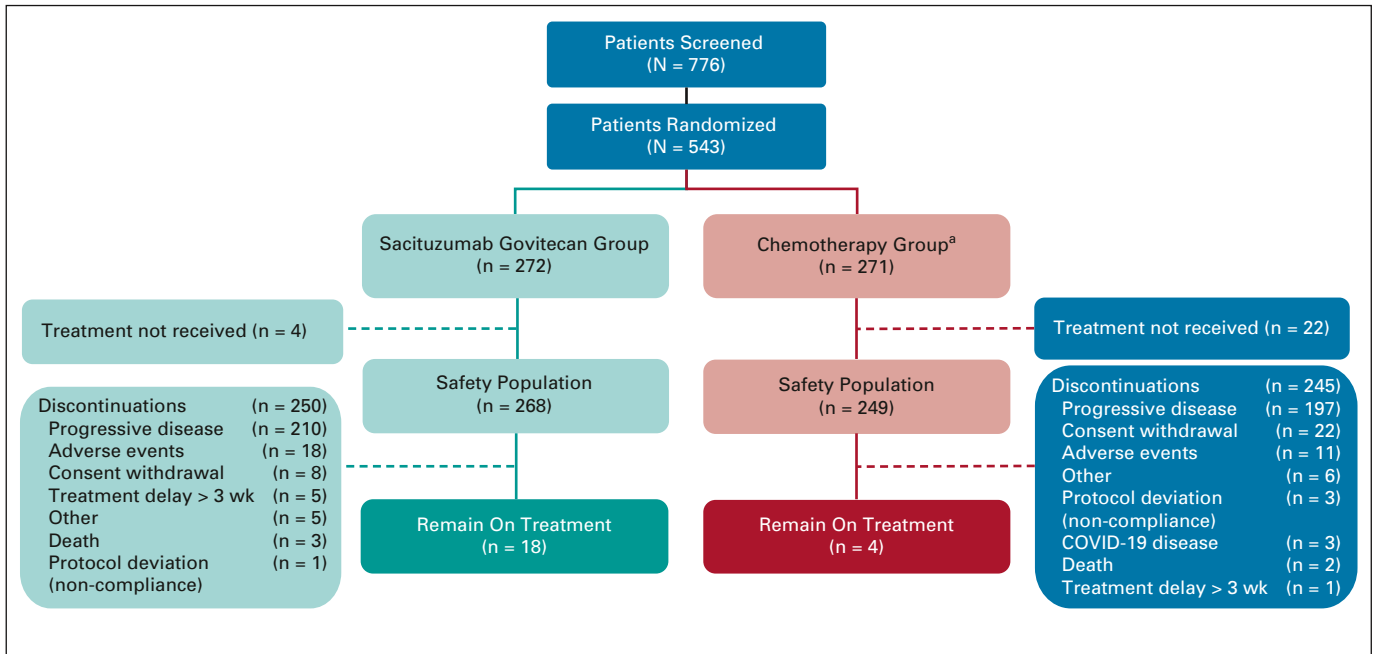 Patients Screened
(N = 776)
Patients Randomized
(N = 543)
Sacituzumab Govitecan Group
(n = 272)
Chemotherapy Groupa
(n = 271)
Treatment not received (n = 4)
Treatment not received (n = 22)
Safety Population
(n = 268)
Safety Population
(n = 249)
Discontinuations (n = 250)
Progressive disease (n = 210)
Adverse events (n = 18)
Consent withdrawal (n = 8)
Treatment delay > 3 wk (n = 5)
Other (n = 5)
Death (n = 3)
Protocol deviation (n = 1)
(non-compliance)
Discontinuations (n = 245)
Progressive disease (n = 197)
Consent withdrawal (n = 22)
Adverse events (n = 11)
Other (n = 6)
Protocol deviation (n = 3)
(non-compliance)
COVID-19 disease (n = 3)
Death (n = 2)
Treatment delay > 3 wk (n = 1)
Remain On Treatment
(n = 18)
Remain On Treatment
(n = 4)